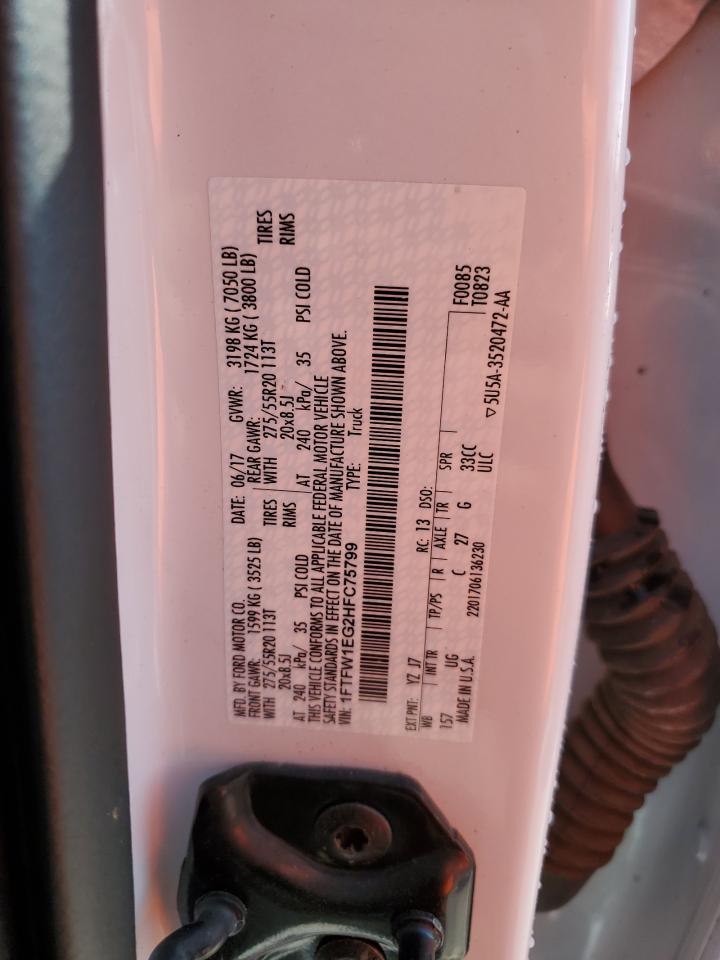 MFD. BY FORD MOTOR CO. DATE: 06/17 GVWR: 3198 KG ( 7050 LB)
FRONT GAWR: 1599 KG ( 3525 LB) REAR GAWR: 1724 KG ( 3800 LB)
WITH 275/55R20 113T TIRES WITH 275/55R20 113T TIRES
20x8.5J RIMS 20x8.5J RIMS
AT 240 kPa/ 35 PSI COLD AT 240 kPa/ 35 PSI COLD
THIS VEHICLE CONFORMS TO ALL APPLICABLE FEDERAL MOTOR VEHICLE
SAFETY STANDARDS IN EFFECT ON THE DATE OF MANUFACTURE SHOWN ABOVE.
VIN: 1FTFW1EG2HFC75799 TYPE: Truck
EXT PNT: YZ J7 RC: 13 DSO:
WB INT TR TP/PS R AXLE TR SPR F0085
157 UG C 27 G 33CC T0823
MADE IN U.S.A. 2201706136230 ULC
▽5U5A-3520472-AA